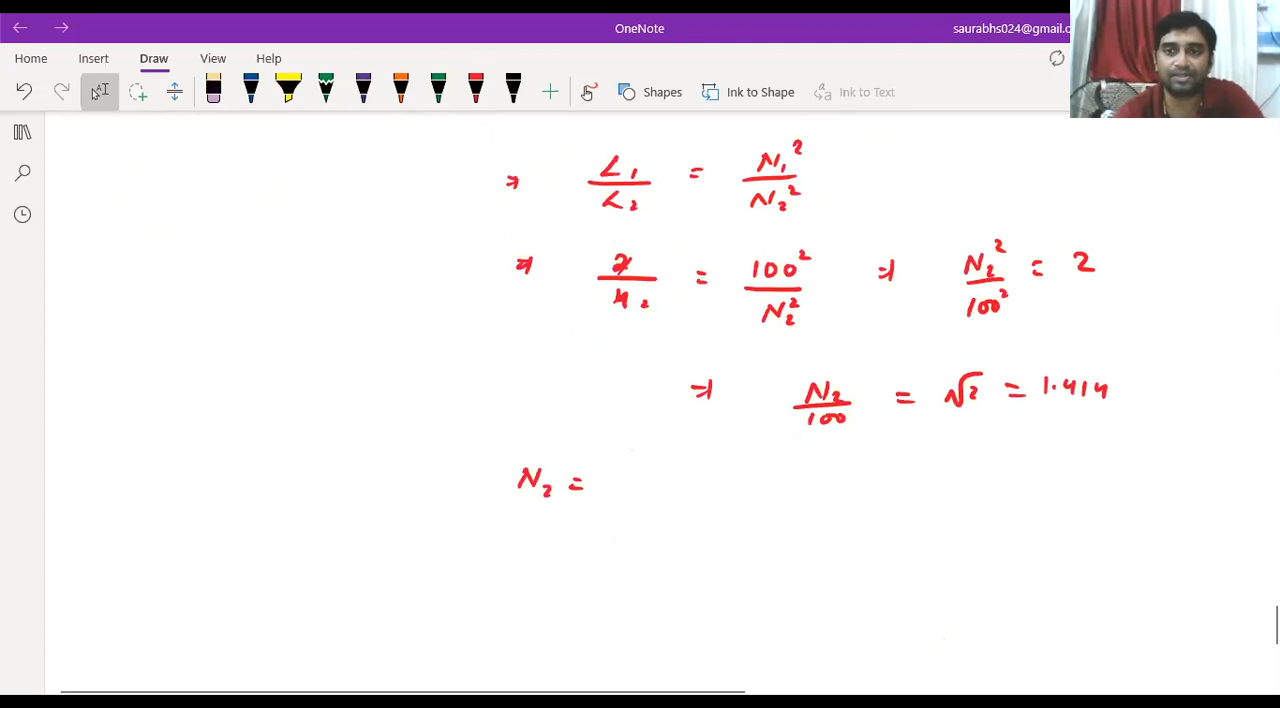 OneNote
saurabhs024@gmail.c
Home Insert Draw View Help
Shapes Ink to Shape Ink to Text
⇒ L₁/L₂ = N₁²/N₂²
⇒ 2/4₂ = 100²/N₂² ⇒ N₂²/100² = 2
⇒ N₂/100 = √2 = 1.414
N₂ =